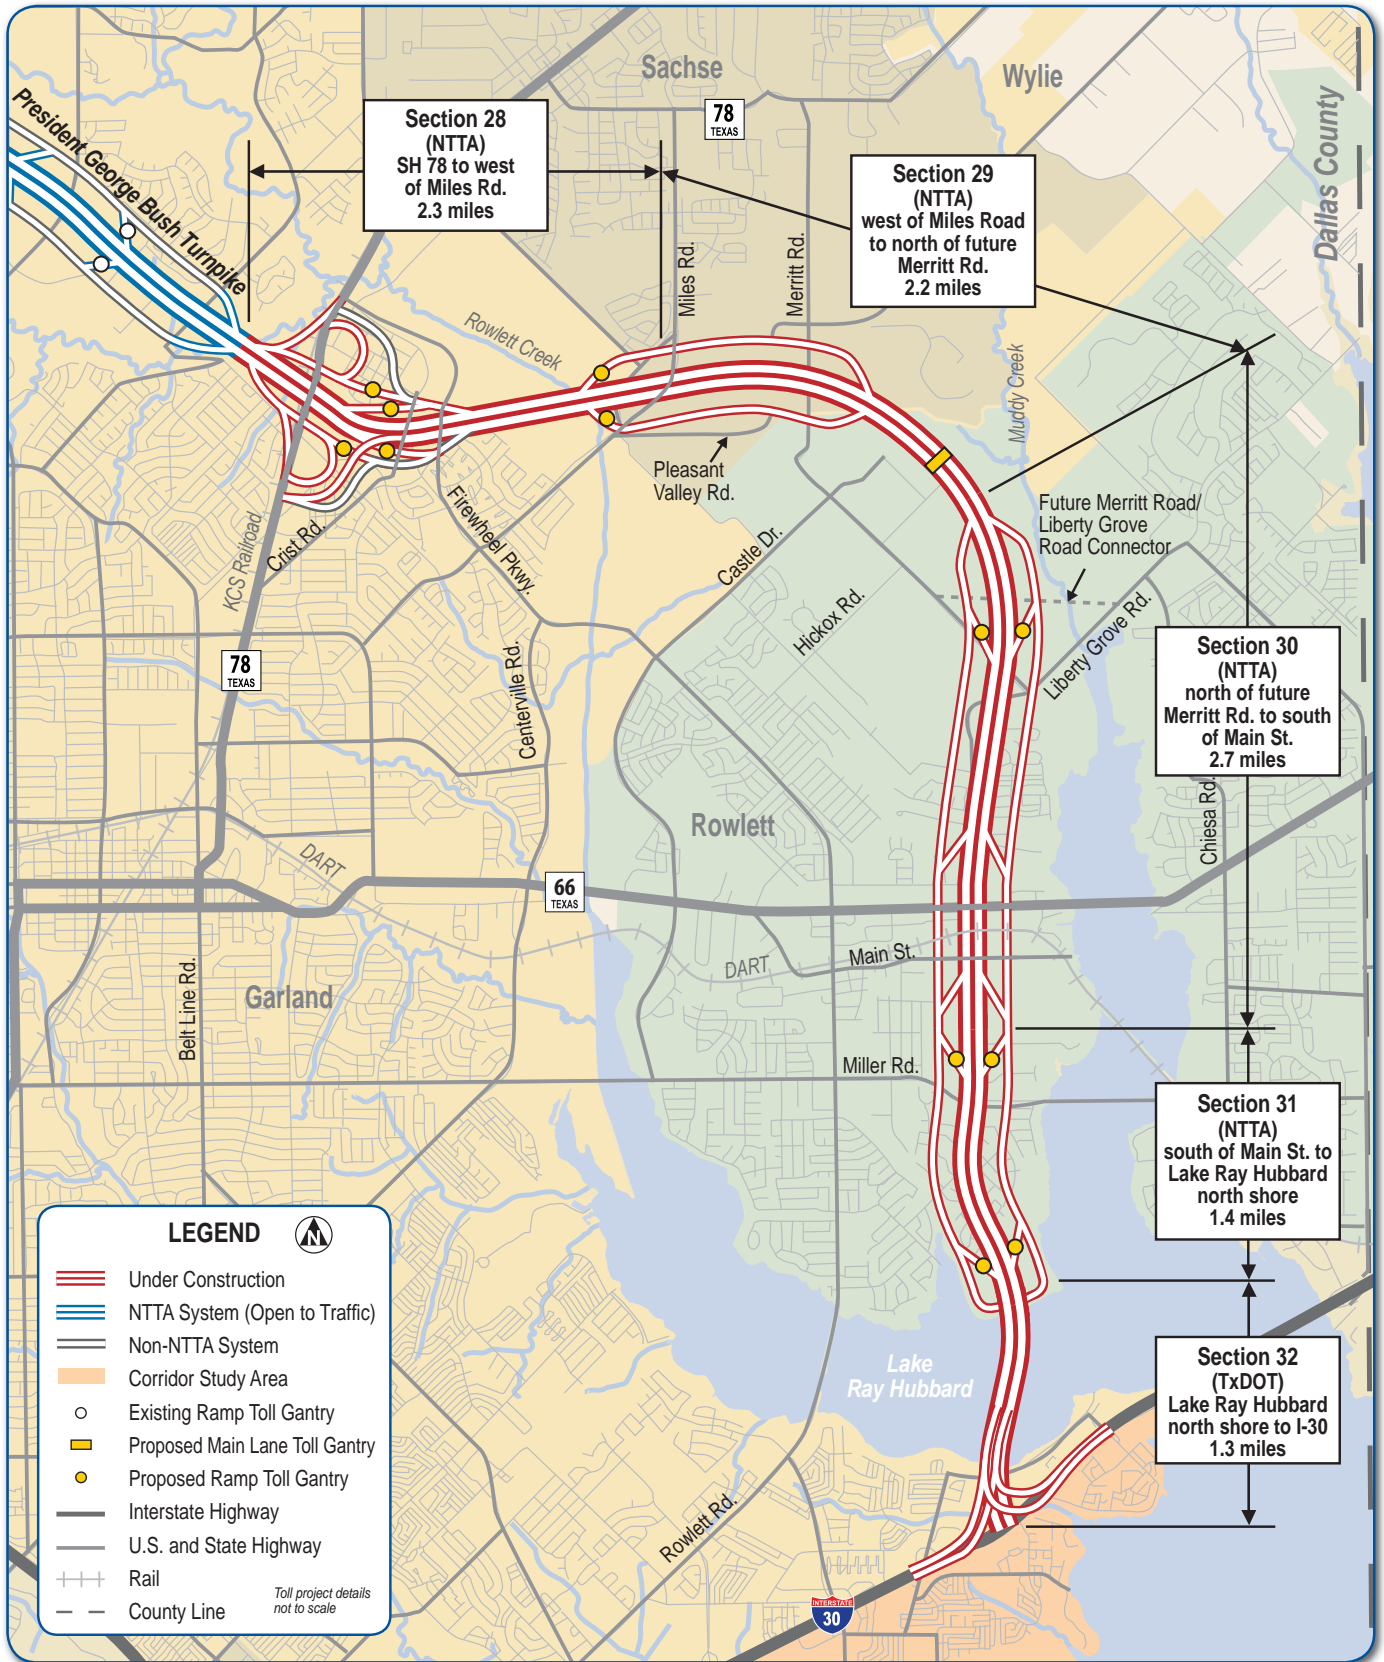 Sachse
Wylie
Dallas County
President George Bush Turnpike
Section 28
(NTTA)
SH 78 to west
of Miles Rd.
2.3 miles
78
TEXAS
Section 29
(NTTA)
west of Miles Road
to north of future
Merritt Rd.
2.2 miles
Miles Rd.
Merritt Rd.
Rowlett Creek
Muddy Creek
Pleasant
Valley Rd.
Future Merritt Road/
Liberty Grove
Road Connector
KCS Railroad
Crist Rd.
Firewheel Pkwy.
Castle Dr.
Hickox Rd.
Liberty Grove Rd.
Centerville Rd.
78
TEXAS
Section 30
(NTTA)
north of future
Merritt Rd. to south
of Main St.
2.7 miles
Chiesa Rd.
Rowlett
DART
66
TEXAS
Main St.
DART
Garland
Belt Line Rd.
Miller Rd.
Section 31
(NTTA)
south of Main St. to
Lake Ray Hubbard
north shore
1.4 miles
Lake
Ray Hubbard
Section 32
(TxDOT)
Lake Ray Hubbard
north shore to I-30
1.3 miles
Rowlett Rd.
INTERSTATE
30
LEGEND
N
Under Construction
NTTA System (Open to Traffic)
Non-NTTA System
Corridor Study Area
Existing Ramp Toll Gantry
Proposed Main Lane Toll Gantry
Proposed Ramp Toll Gantry
Interstate Highway
U.S. and State Highway
Rail
County Line
Toll project details
not to scale